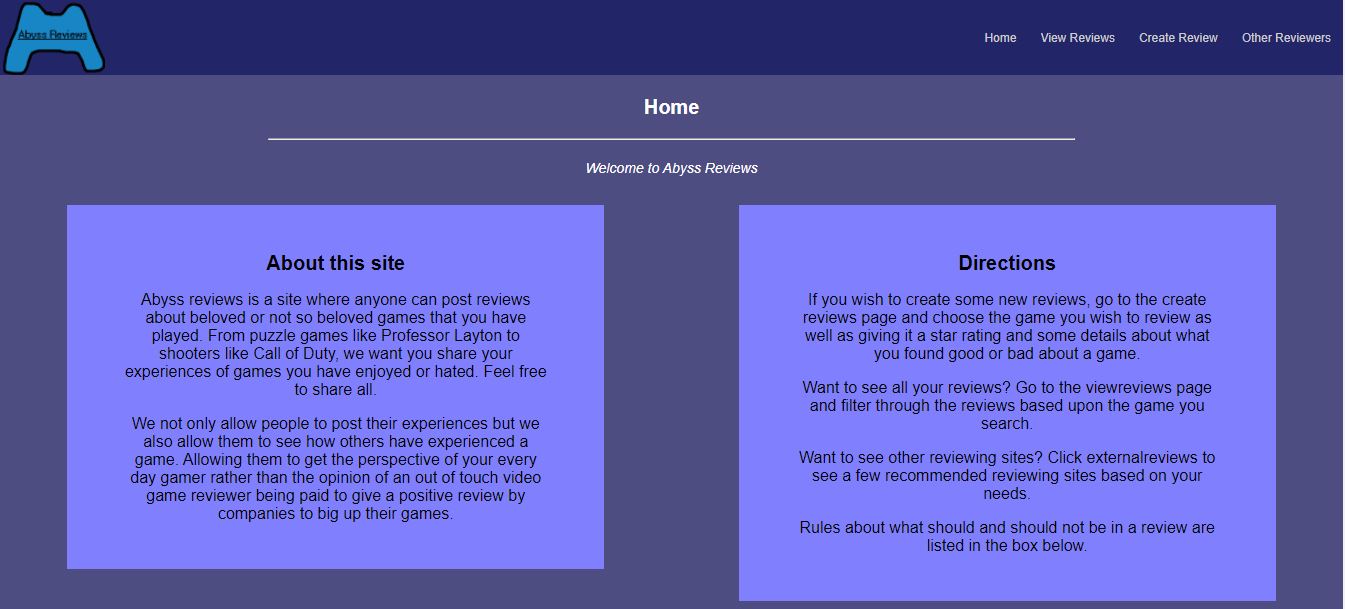 Abyss Reviews
Home
View Reviews
Create Review
Other Reviewers
Home
Welcome to Abyss Reviews
About this site
Abyss reviews is a site where anyone can post reviews
about beloved or not so beloved games that you have
played. From puzzle games like Professor Layton to
shooters like Call of Duty, we want you share your
experiences of games you have enjoyed or hated. Feel free
to share all.
We not only allow people to post their experiences but we
also allow them to see how others have experienced a
game. Allowing them to get the perspective of your every
day gamer rather than the opinion of an out of touch video
game reviewer being paid to give a positive review by
companies to big up their games.
Directions
If you wish to create some new reviews, go to the create
reviews page and choose the game you wish to review as
well as giving it a star rating and some details about what
you found good or bad about a game.
Want to see all your reviews? Go to the viewreviews page
and filter through the reviews based upon the game you
search.
Want to see other reviewing sites? Click externalreviews to
see a few recommended reviewing sites based on your
needs.
Rules about what should and should not be in a review are
listed in the box below.